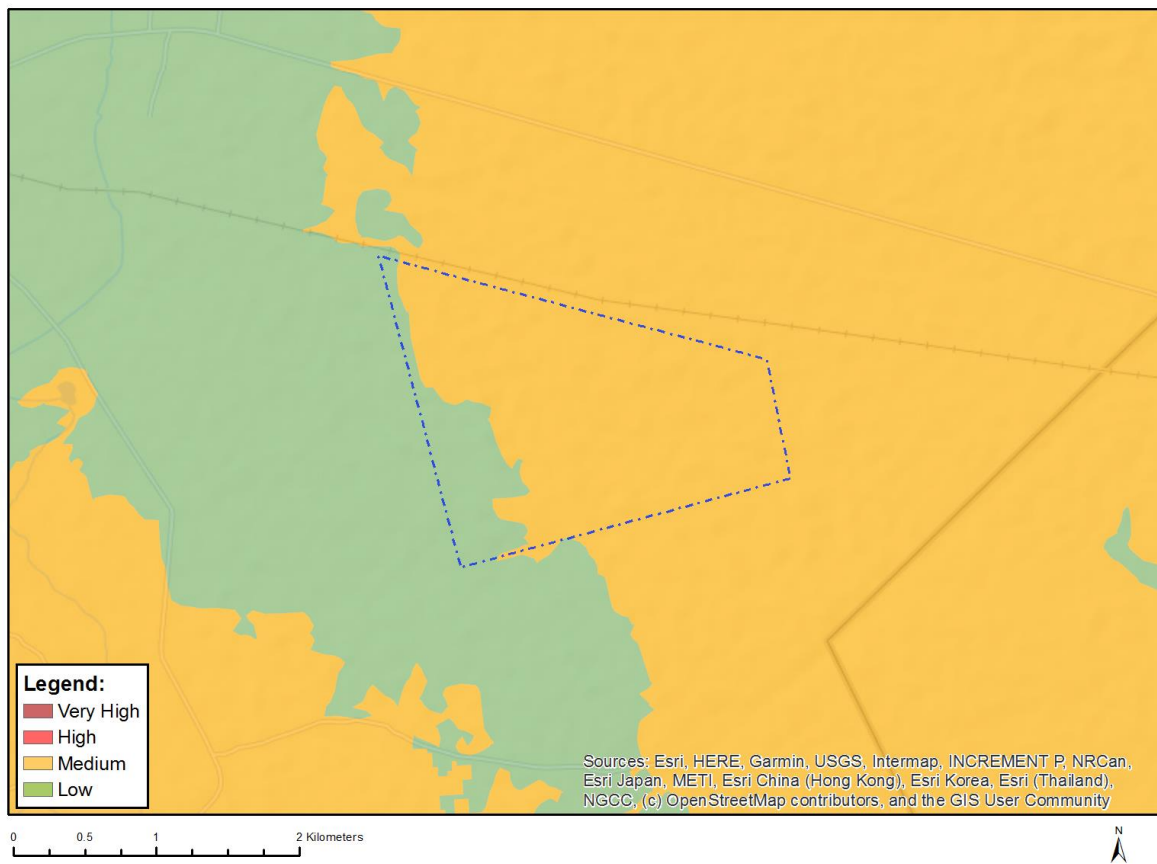 Legend:
Very High
High
Medium
Low
Sources: Esri, HERE, Garmin, USGS, Intermap, INCREMENT P, NRCan,
Esri Japan, METI, Esri China (Hong Kong), Esri Korea, Esri (Thailand),
NGCC, (c) OpenStreetMap contributors, and the GIS User Community
0 0.5 1 2 Kilometers
N